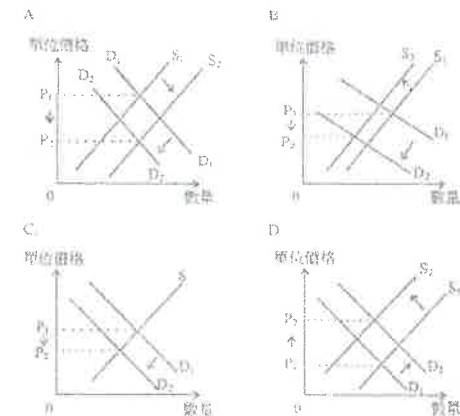 A
單位價格
D₁
S₁
S₂
D₂
P₁
P₂
D₁
D₂
0
數量
B
單位價格
S₂
S₁
P₁
P₂
D₁
D₂
0
數量
C
單位價格
S
P₁
P₂
D₁
D₂
0
數量
D
單位價格
S₂
S₁
P₂
P₁
D₂
D₁
0
數量